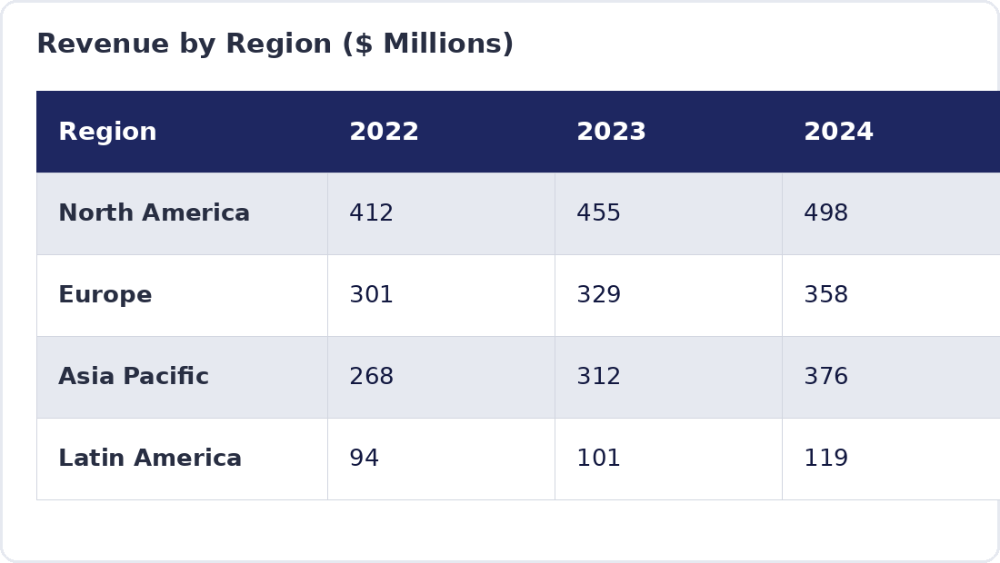 Revenue by Region ($ Millions)
Region 2022 2023 2024
North America 412 455 498
Europe 301 329 358
Asia Pacific 268 312 376
Latin America 94 101 119